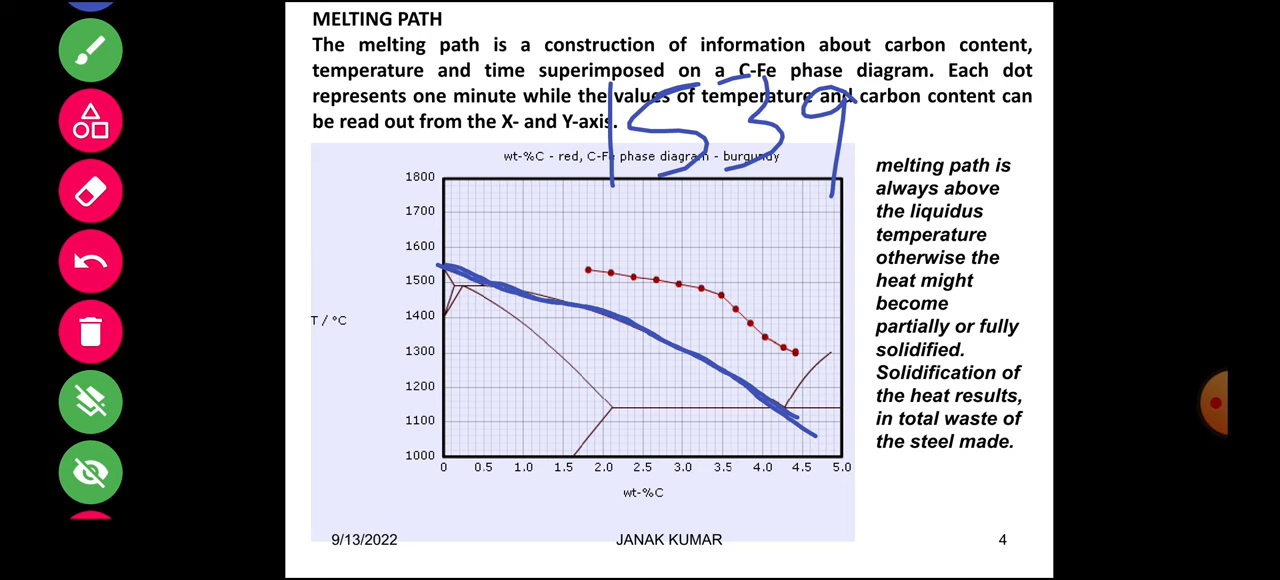 MELTING PATH
The melting path is a construction of information about carbon content,
temperature and time superimposed on a C-Fe phase diagram. Each dot
represents one minute while the values of temperature and carbon content can
be read out from the X- and Y-axis.
1539
wt-%C - red, C-Fe phase diagram - burgundy
1800
1700
1600
1500
1400
1300
1200
1100
1000
T / °C
0 0.5 1.0 1.5 2.0 2.5 3.0 3.5 4.0 4.5 5.0
wt-%C
melting path is
always above
the liquidus
temperature
otherwise the
heat might
become
partially or fully
solidified.
Solidification of
the heat results,
in total waste of
the steel made.
9/13/2022 JANAK KUMAR 4